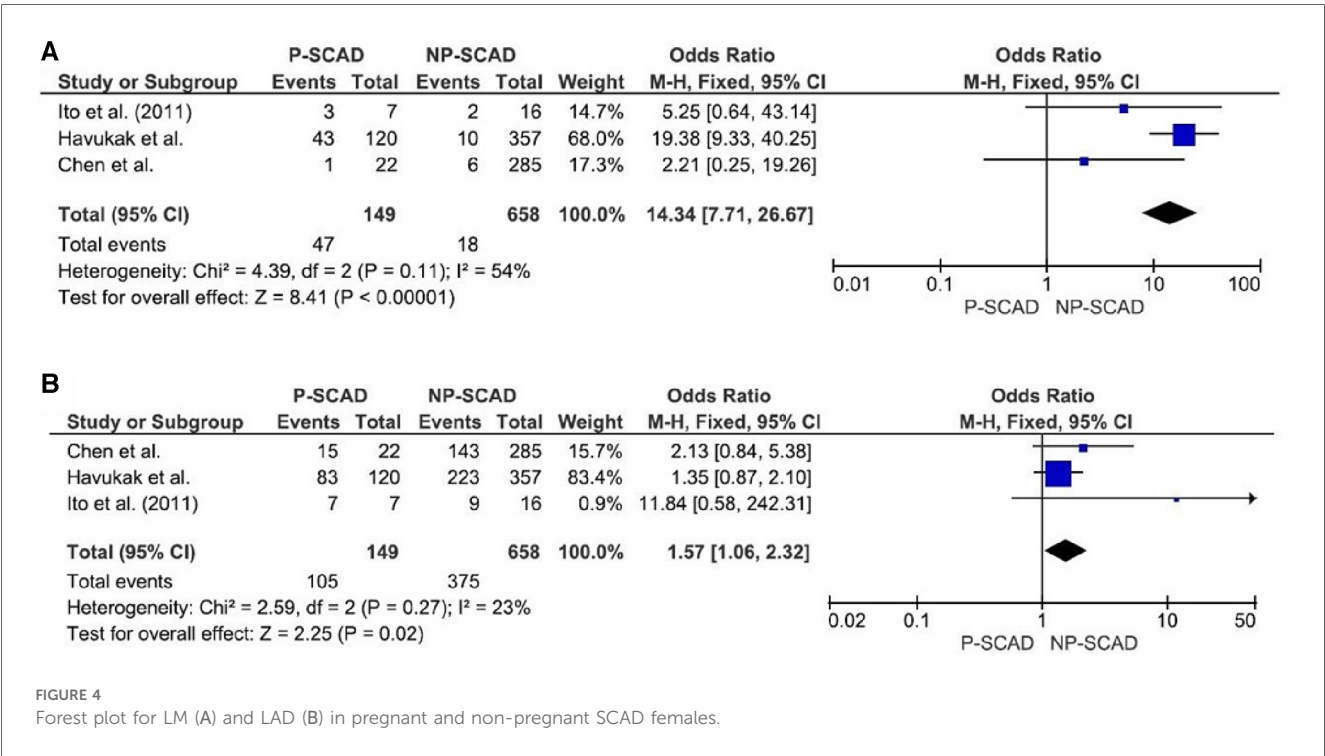 A
P-SCAD NP-SCAD Odds Ratio Odds Ratio
Study or Subgroup Events Total Events Total Weight M-H, Fixed, 95% CI M-H, Fixed, 95% CI
Ito et al. (2011) 3 7 2 16 14.7% 5.25 [0.64, 43.14]
Havukak et al. 43 120 10 357 68.0% 19.38 [9.33, 40.25]
Chen et al. 1 22 6 285 17.3% 2.21 [0.25, 19.26]
Total (95% CI) 149 658 100.0% 14.34 [7.71, 26.67]
Total events 47 18
Heterogeneity: Chi² = 4.39, df = 2 (P = 0.11); I² = 54%
Test for overall effect: Z = 8.41 (P < 0.00001)
0.01 0.1 1 10 100
P-SCAD NP-SCAD
B
P-SCAD NP-SCAD Odds Ratio Odds Ratio
Study or Subgroup Events Total Events Total Weight M-H, Fixed, 95% CI M-H, Fixed, 95% CI
Chen et al. 15 22 143 285 15.7% 2.13 [0.84, 5.38]
Havukak et al. 83 120 223 357 83.4% 1.35 [0.87, 2.10]
Ito et al. (2011) 7 7 9 16 0.9% 11.84 [0.58, 242.31]
Total (95% CI) 149 658 100.0% 1.57 [1.06, 2.32]
Total events 105 375
Heterogeneity: Chi² = 2.59, df = 2 (P = 0.27); I² = 23%
Test for overall effect: Z = 2.25 (P = 0.02)
0.02 0.1 1 10 50
P-SCAD NP-SCAD
FIGURE 4
Forest plot for LM (A) and LAD (B) in pregnant and non-pregnant SCAD females.